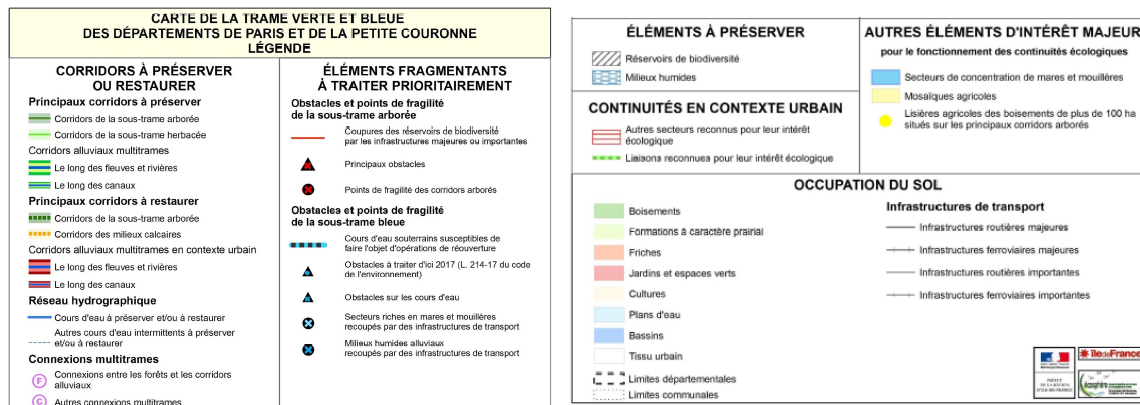 CARTE DE LA TRAME VERTE ET BLEUE
DES DÉPARTEMENTS DE PARIS ET DE LA PETITE COURONNE
LÉGENDE
CORRIDORS À PRÉSERVER
OU RESTAURER
Principaux corridors à préserver
Corridors de la sous-trame arborée
Corridors de la sous-trame herbacée
Corridors alluviaux multitrames
Le long des fleuves et rivières
Le long des canaux
Principaux corridors à restaurer
Corridors de la sous-trame arborée
Corridors des milieux calcaires
Corridors alluviaux multitrames en contexte urbain
Le long des fleuves et rivières
Le long des canaux
Réseau hydrographique
Cours d'eau à préserver et/ou à restaurer
Autres cours d'eau intermittents à préserver
et/ou à restaurer
Connexions multitrames
F Connexions entre les forêts et les corridors
alluviaux
C Autres connexions multitrames
ÉLÉMENTS FRAGMENTANTS
À TRAITER PRIORITAIREMENT
Obstacles et points de fragilité
de la sous-trame arborée
Coupures des réservoirs de biodiversité
par les infrastructures majeures ou importantes
Principaux obstacles
Points de fragilité des corridors arborés
Obstacles et points de fragilité
de la sous-trame bleue
Cours d'eau souterrains susceptibles de
faire l'objet d'opérations de réouverture
Obstacles à traiter d'ici 2017 (L. 214-17 du code
de l'environnement)
Obstacles sur les cours d'eau
Secteurs riches en mares et mouillères
recoupés par des infrastructures de transport
Milieux humides alluviaux
recoupés par des infrastructures de transport
ÉLÉMENTS À PRÉSERVER
Réservoirs de biodiversité
Milieux humides
CONTINUITÉS EN CONTEXTE URBAIN
Autres secteurs reconnus pour leur intérêt
écologique
Liaisons reconnues pour leur intérêt écologique
AUTRES ÉLÉMENTS D'INTÉRÊT MAJEUR
pour le fonctionnement des continuités écologiques
Secteurs de concentration de mares et mouillères
Mosaïques agricoles
Lisières agricoles des boisements de plus de 100 ha
situés sur les principaux corridors arborés
OCCUPATION DU SOL
Boisements
Formations à caractère prairial
Friches
Jardins et espaces verts
Cultures
Plans d'eau
Bassins
Tissu urbain
Limites départementales
Limites communales
Infrastructures de transport
Infrastructures routières majeures
Infrastructures ferroviaires majeures
Infrastructures routières importantes
Infrastructures ferroviaires importantes
îledeFrance
PRÉFET
DE LA RÉGION
D'ÎLE-DE-FRANCE
écosphère